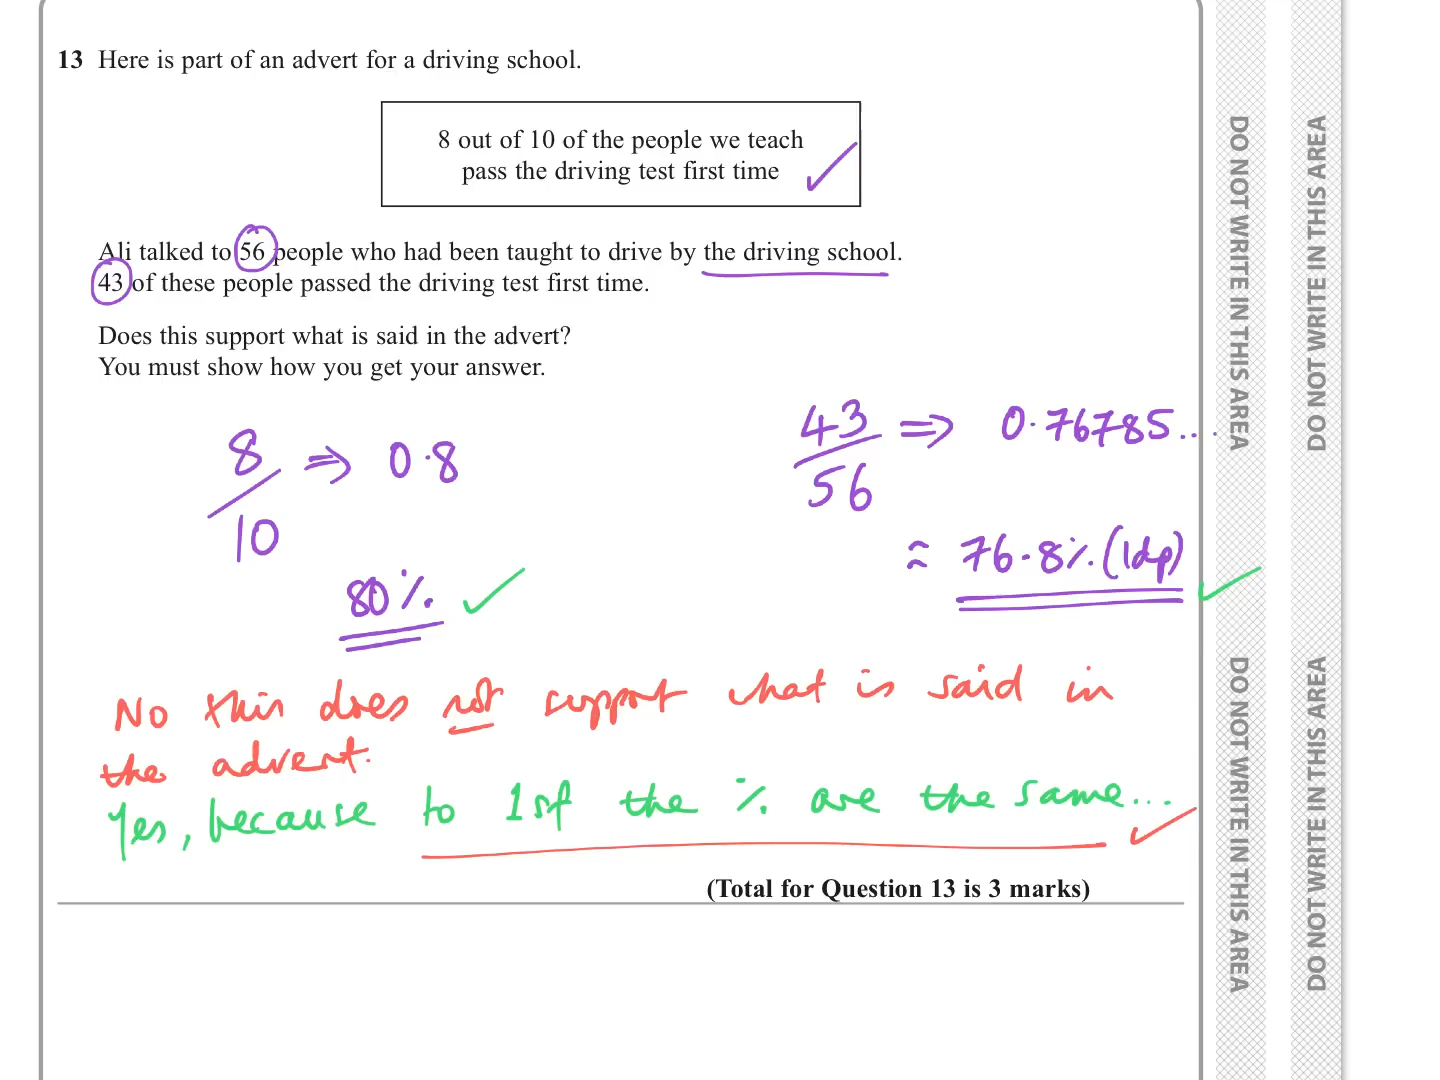 13 Here is part of an advert for a driving school.
8 out of 10 of the people we teach
pass the driving test first time
Ali talked to 56 people who had been taught to drive by the driving school.
43 of these people passed the driving test first time.
Does this support what is said in the advert?
You must show how you get your answer.
8/10 ⇒ 0.8
80%
43/56 ⇒ 0.76785...
≈ 76.8% (1dp)
No this does not support what is said in
the advert.
Yes, because to 1sf the % are the same...
(Total for Question 13 is 3 marks)
DO NOT WRITE IN THIS AREA
DO NOT WRITE IN THIS AREA
DO NOT WRITE IN THIS AREA
DO NOT WRITE IN THIS AREA